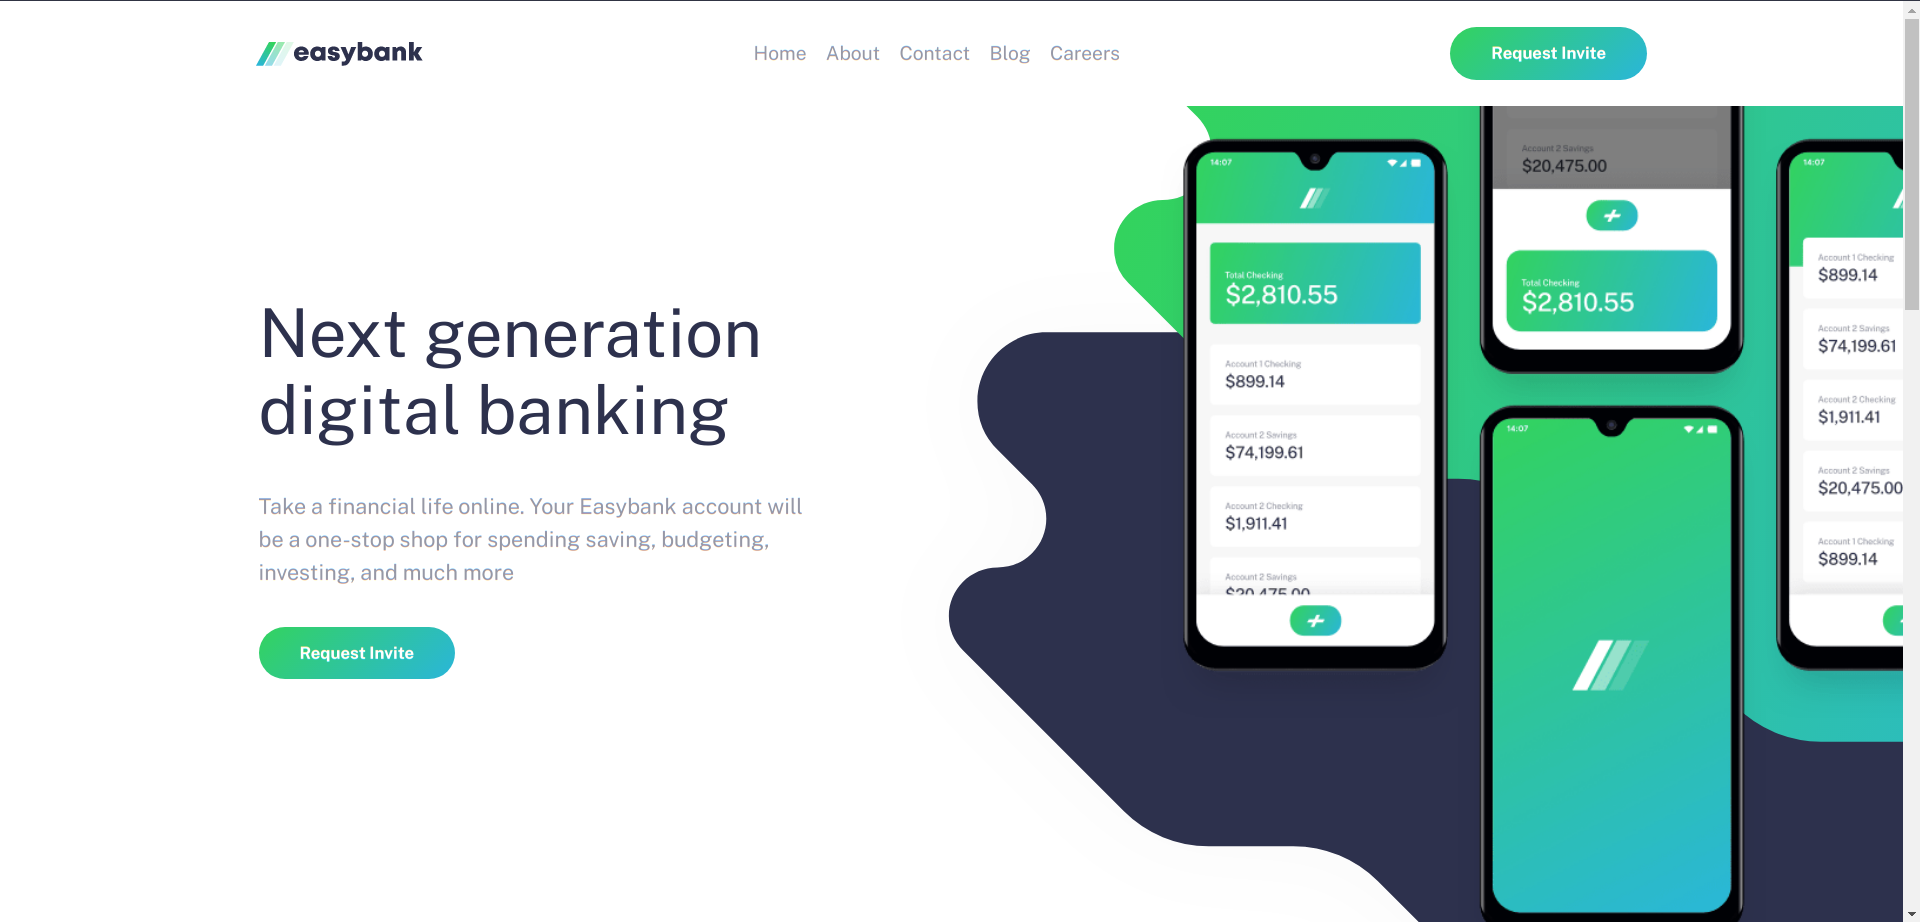 easybank
Home About Contact Blog Careers
Request Invite
Next generation
digital banking
Take a financial life online. Your Easybank account will
be a one-stop shop for spending saving, budgeting,
investing, and much more
Request Invite
14:07
Total Checking
$2,810.55
Account 1 Checking
$899.14
Account 2 Savings
$74,199.61
Account 2 Checking
$1,911.41
Account 2 Savings
$20,475.00
Account 2 Savings
$20,475.00
Total Checking
$2,810.55
14:07
14:07
Account 1 Checking
$899.14
Account 2 Savings
$74,199.61
Account 2 Checking
$1,911.41
Account 2 Savings
$20,475.00
Account 1 Checking
$899.14